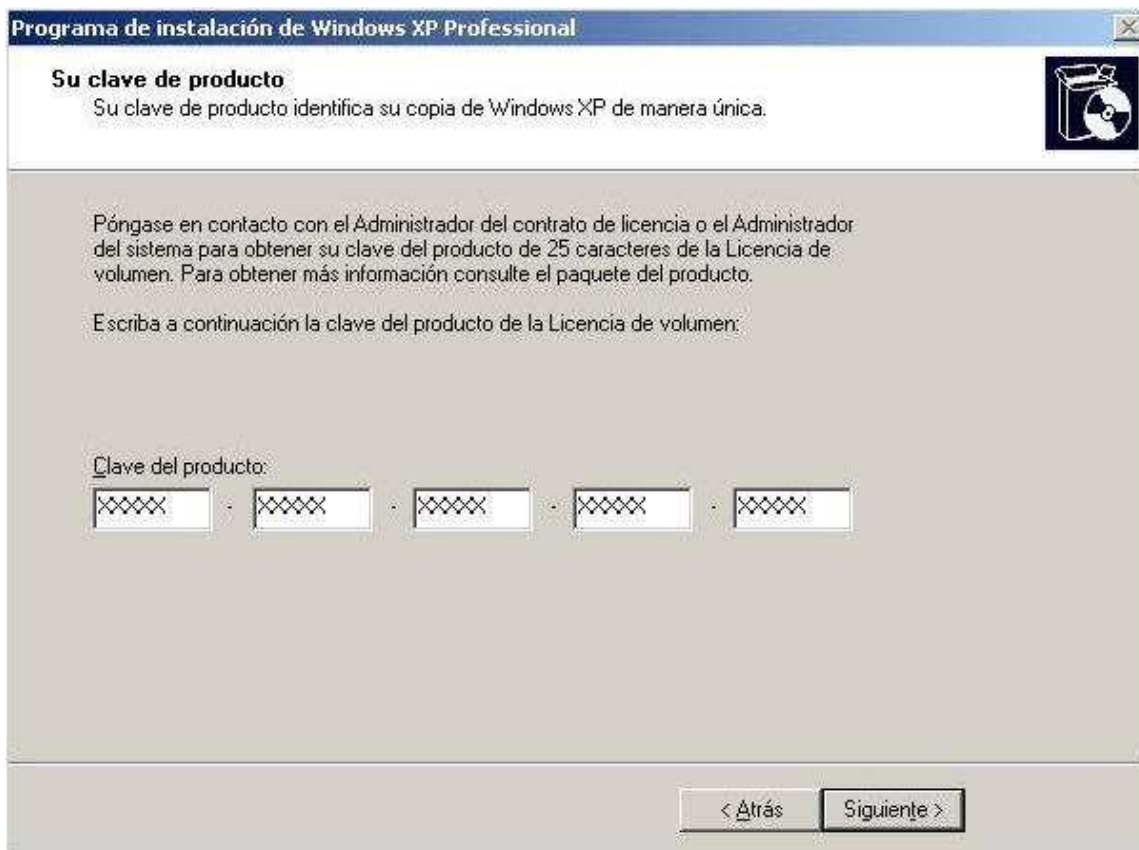 Programa de instalación de Windows XP Professional
Su clave de producto
Su clave de producto identifica su copia de Windows XP de manera única.
Póngase en contacto con el Administrador del contrato de licencia o el Administrador
del sistema para obtener su clave del producto de 25 caracteres de la Licencia de
volumen. Para obtener más información consulte el paquete del producto.
Escriba a continuación la clave del producto de la Licencia de volumen:
Clave del producto:
XXXXX - XXXXX - XXXXX - XXXXX - XXXXX
< Atrás Siguiente >